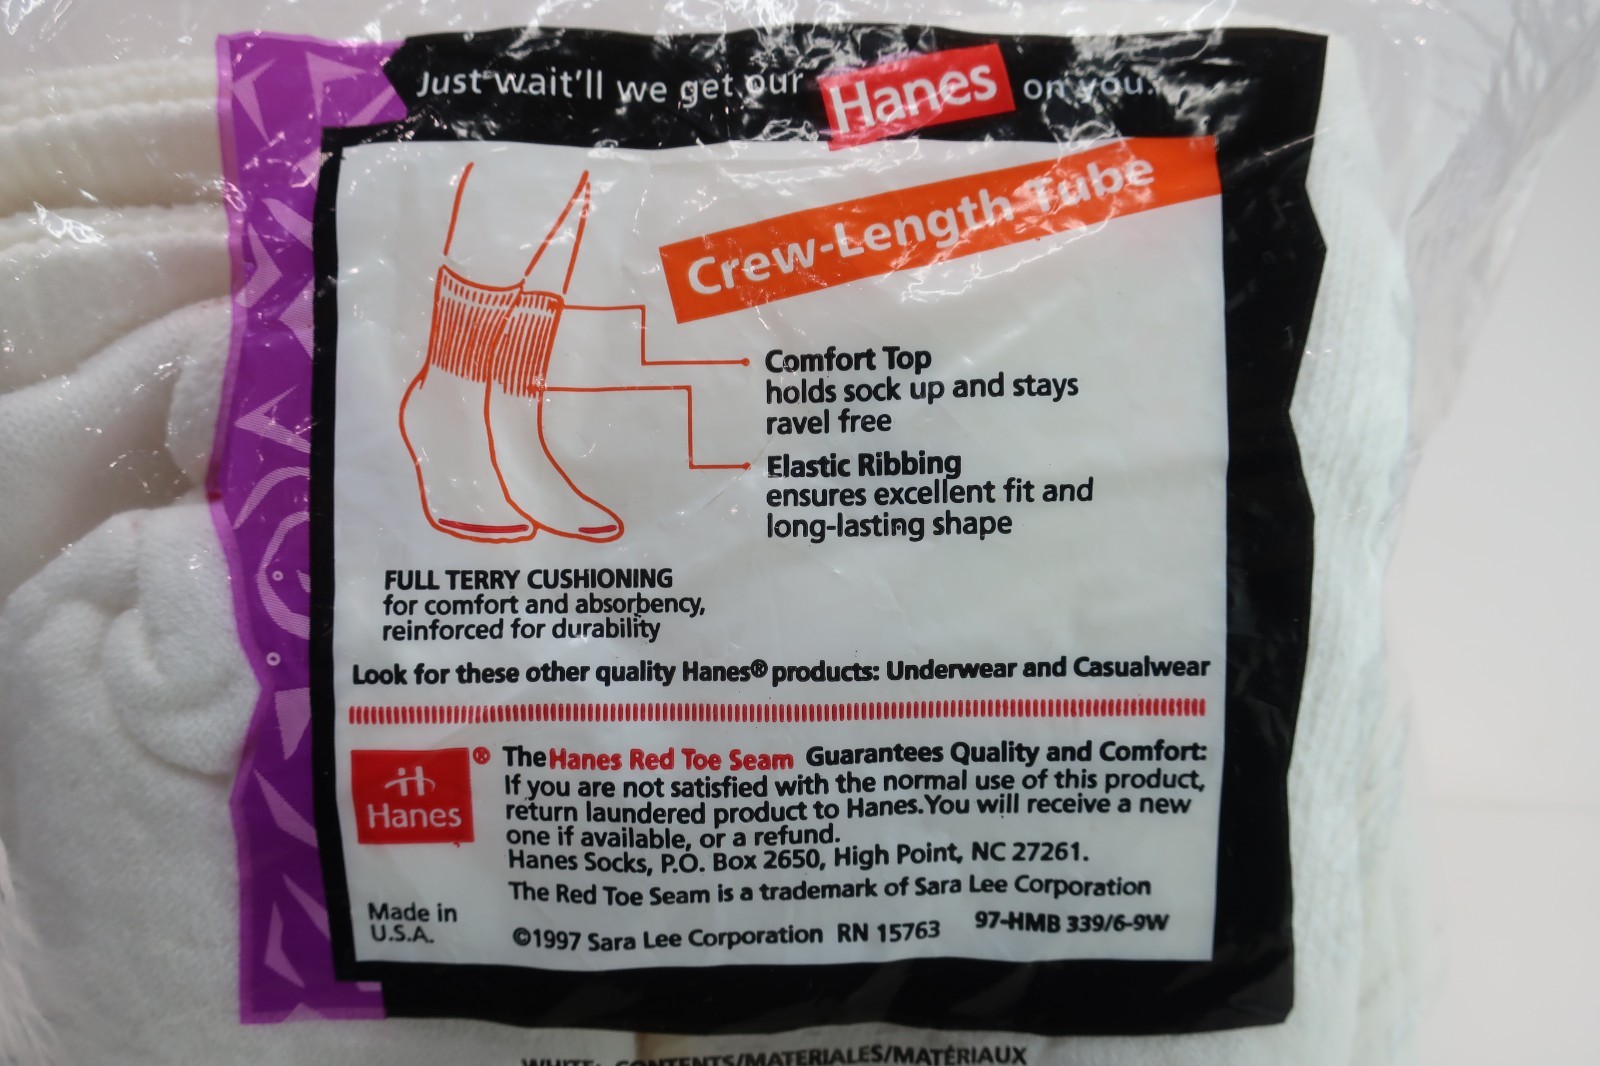 Just wait'll we get our Hanes on you.
Crew-Length Tube
Comfort Top
holds sock up and stays
ravel free
Elastic Ribbing
ensures excellent fit and
long-lasting shape
FULL TERRY CUSHIONING
for comfort and absorbency,
reinforced for durability
Look for these other quality Hanes® products: Underwear and Casualwear
Hanes ®
The Hanes Red Toe Seam Guarantees Quality and Comfort:
If you are not satisfied with the normal use of this product,
return laundered product to Hanes. You will receive a new
one if available, or a refund.
Hanes Socks, P.O. Box 2650, High Point, NC 27261.
The Red Toe Seam is a trademark of Sara Lee Corporation
Made in
U.S.A.
©1997 Sara Lee Corporation RN 15763 97-HMB 339/6-9W
WHITE: CONTENTS/MATERIALES/MATÉRIAUX